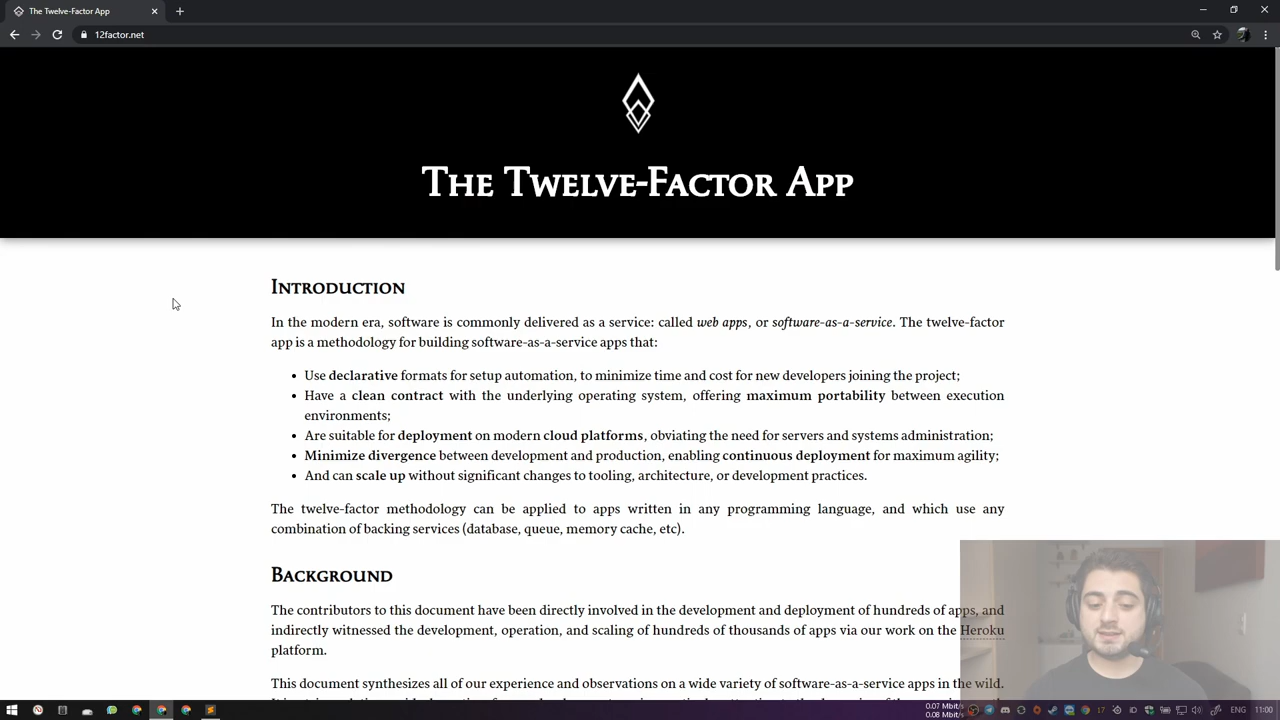 The Twelve-Factor App
12factor.net
The Twelve-Factor App
Introduction
In the modern era, software is commonly delivered as a service: called web apps, or software-as-a-service. The twelve-factor
app is a methodology for building software-as-a-service apps that:
• Use declarative formats for setup automation, to minimize time and cost for new developers joining the project;
• Have a clean contract with the underlying operating system, offering maximum portability between execution
environments;
• Are suitable for deployment on modern cloud platforms, obviating the need for servers and systems administration;
• Minimize divergence between development and production, enabling continuous deployment for maximum agility;
• And can scale up without significant changes to tooling, architecture, or development practices.
The twelve-factor methodology can be applied to apps written in any programming language, and which use any
combination of backing services (database, queue, memory cache, etc).
Background
The contributors to this document have been directly involved in the development and deployment of hundreds of apps, and
indirectly witnessed the development, operation, and scaling of hundreds of thousands of apps via our work on the Heroku
platform.
This document synthesizes all of our experience and observations on a wide variety of software-as-a-service apps in the wild.
0.07 Mbit/s
0.08 Mbit/s
17
ENG
11:00